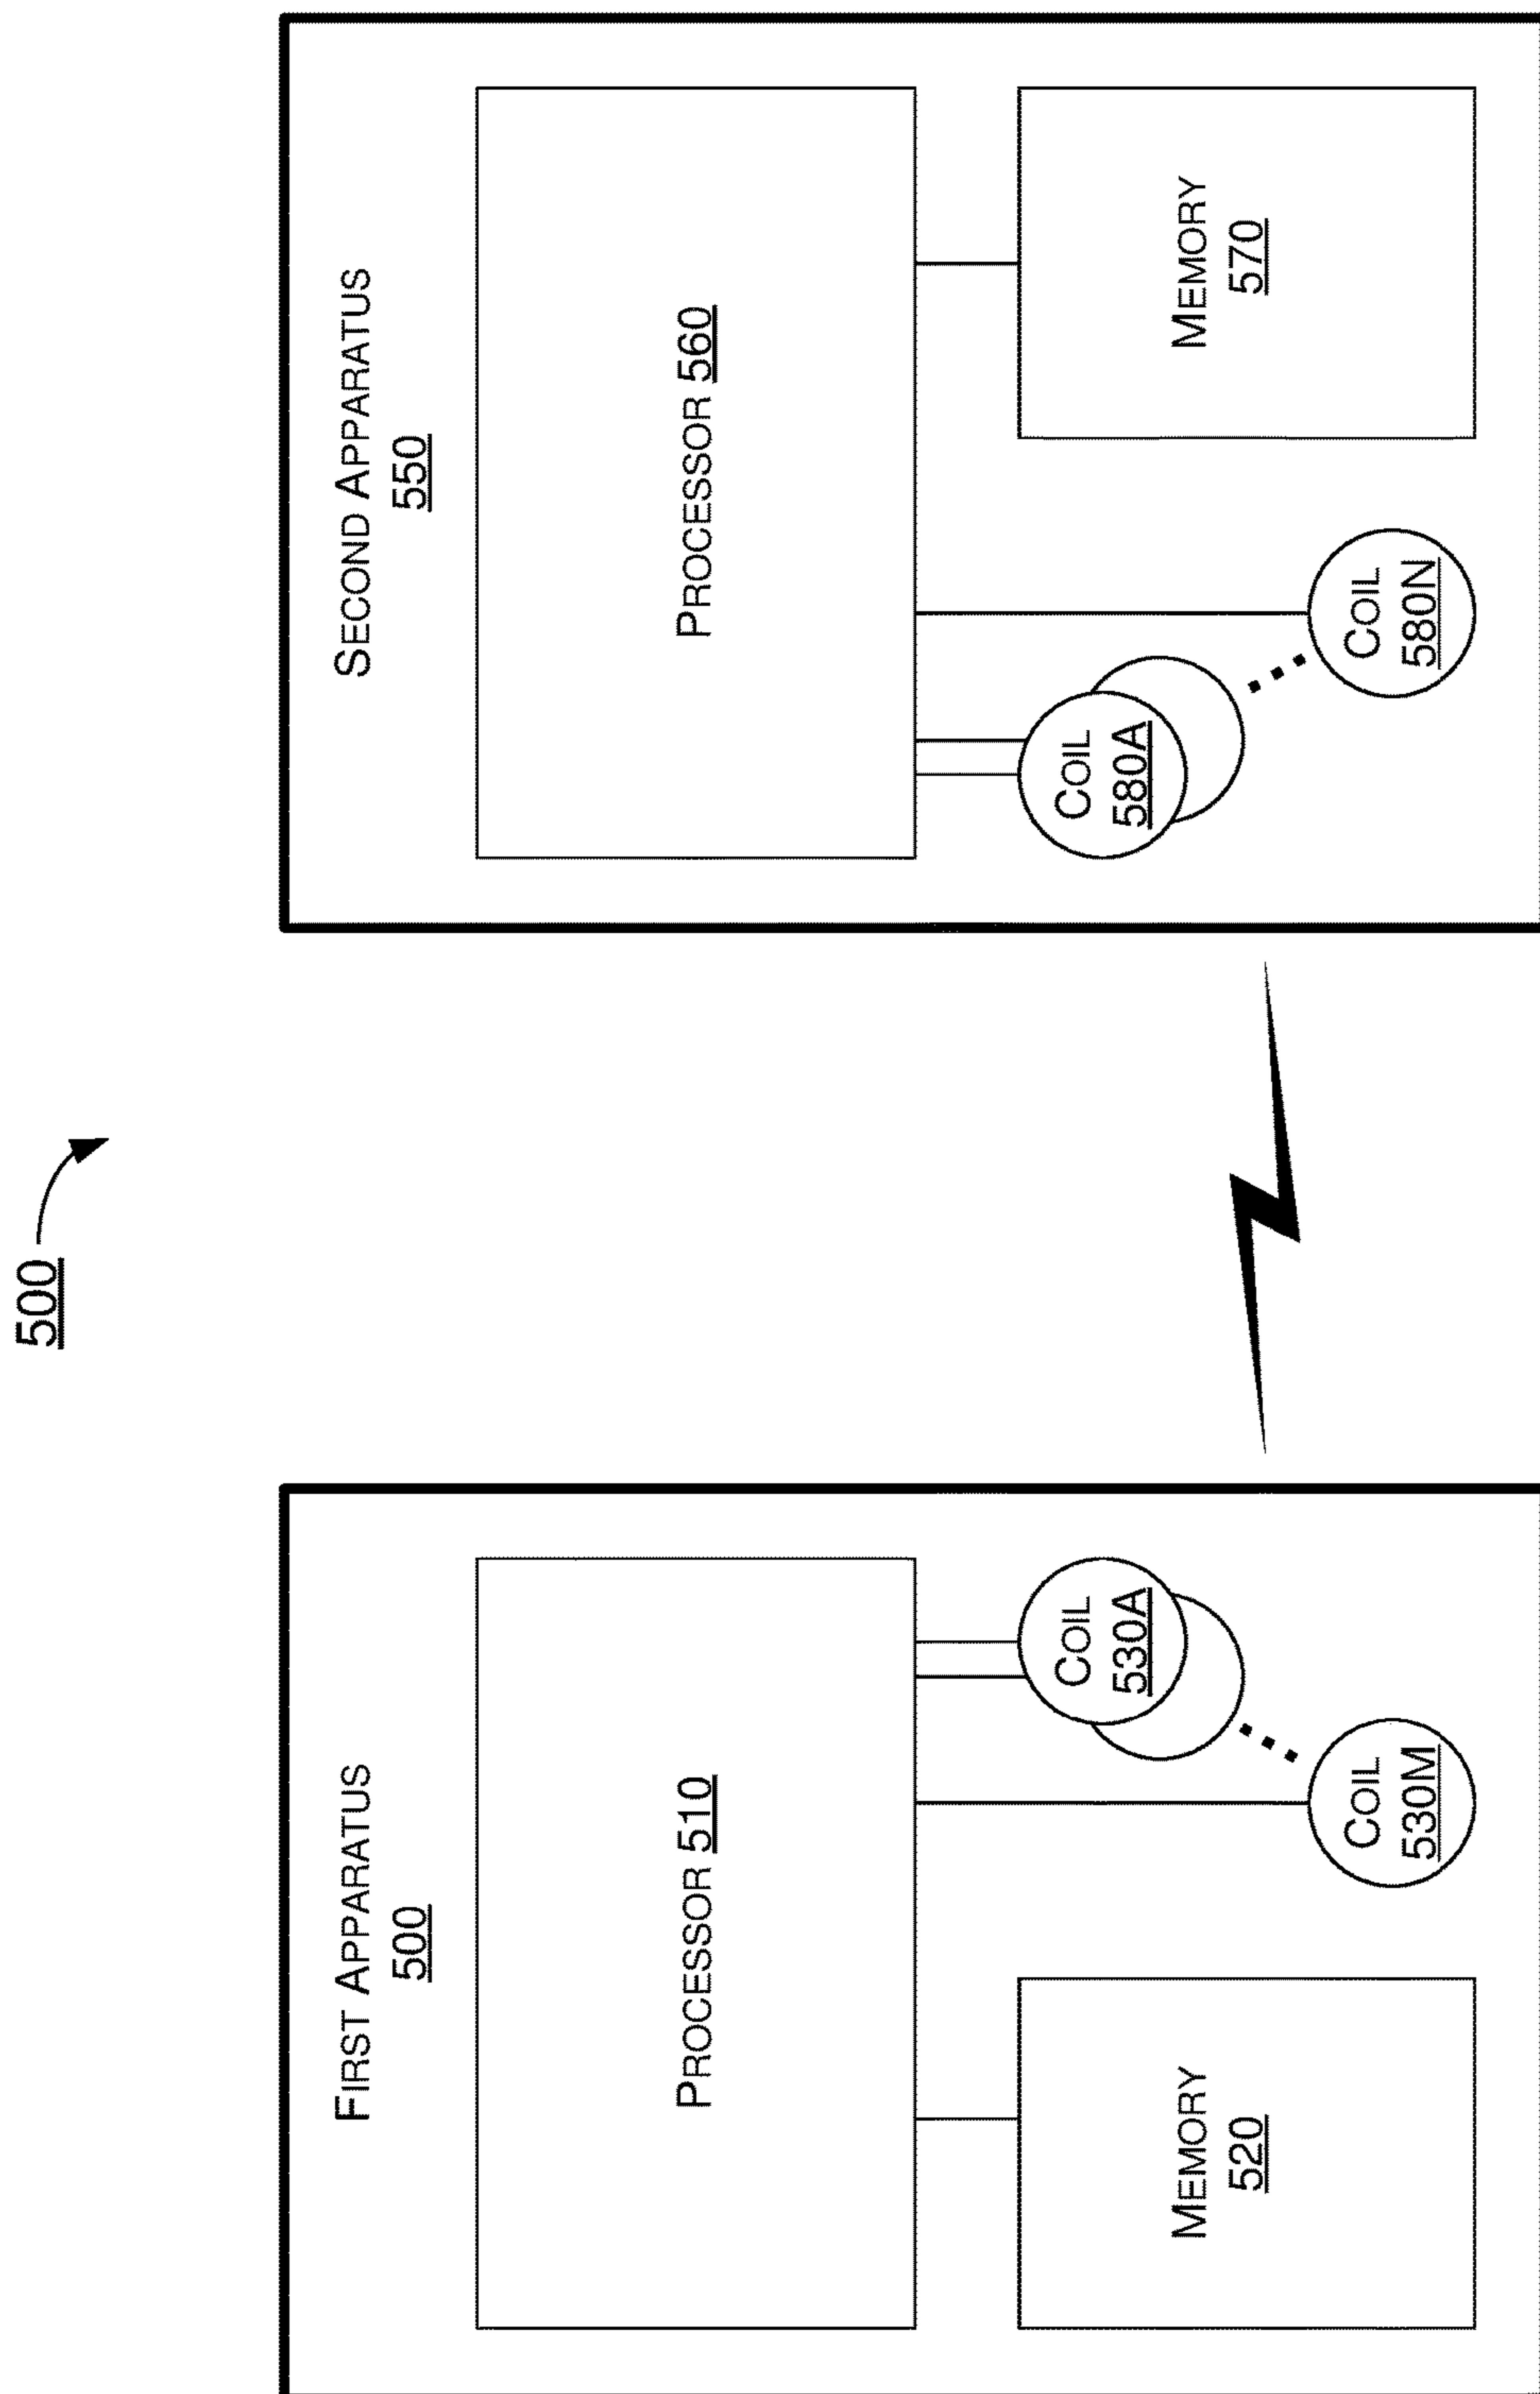 500
FIRST APPARATUS
500
PROCESSOR 510
MEMORY
520
COIL
530A
COIL
530M
SECOND APPARATUS
550
PROCESSOR 560
COIL
580A
COIL
580N
MEMORY
570